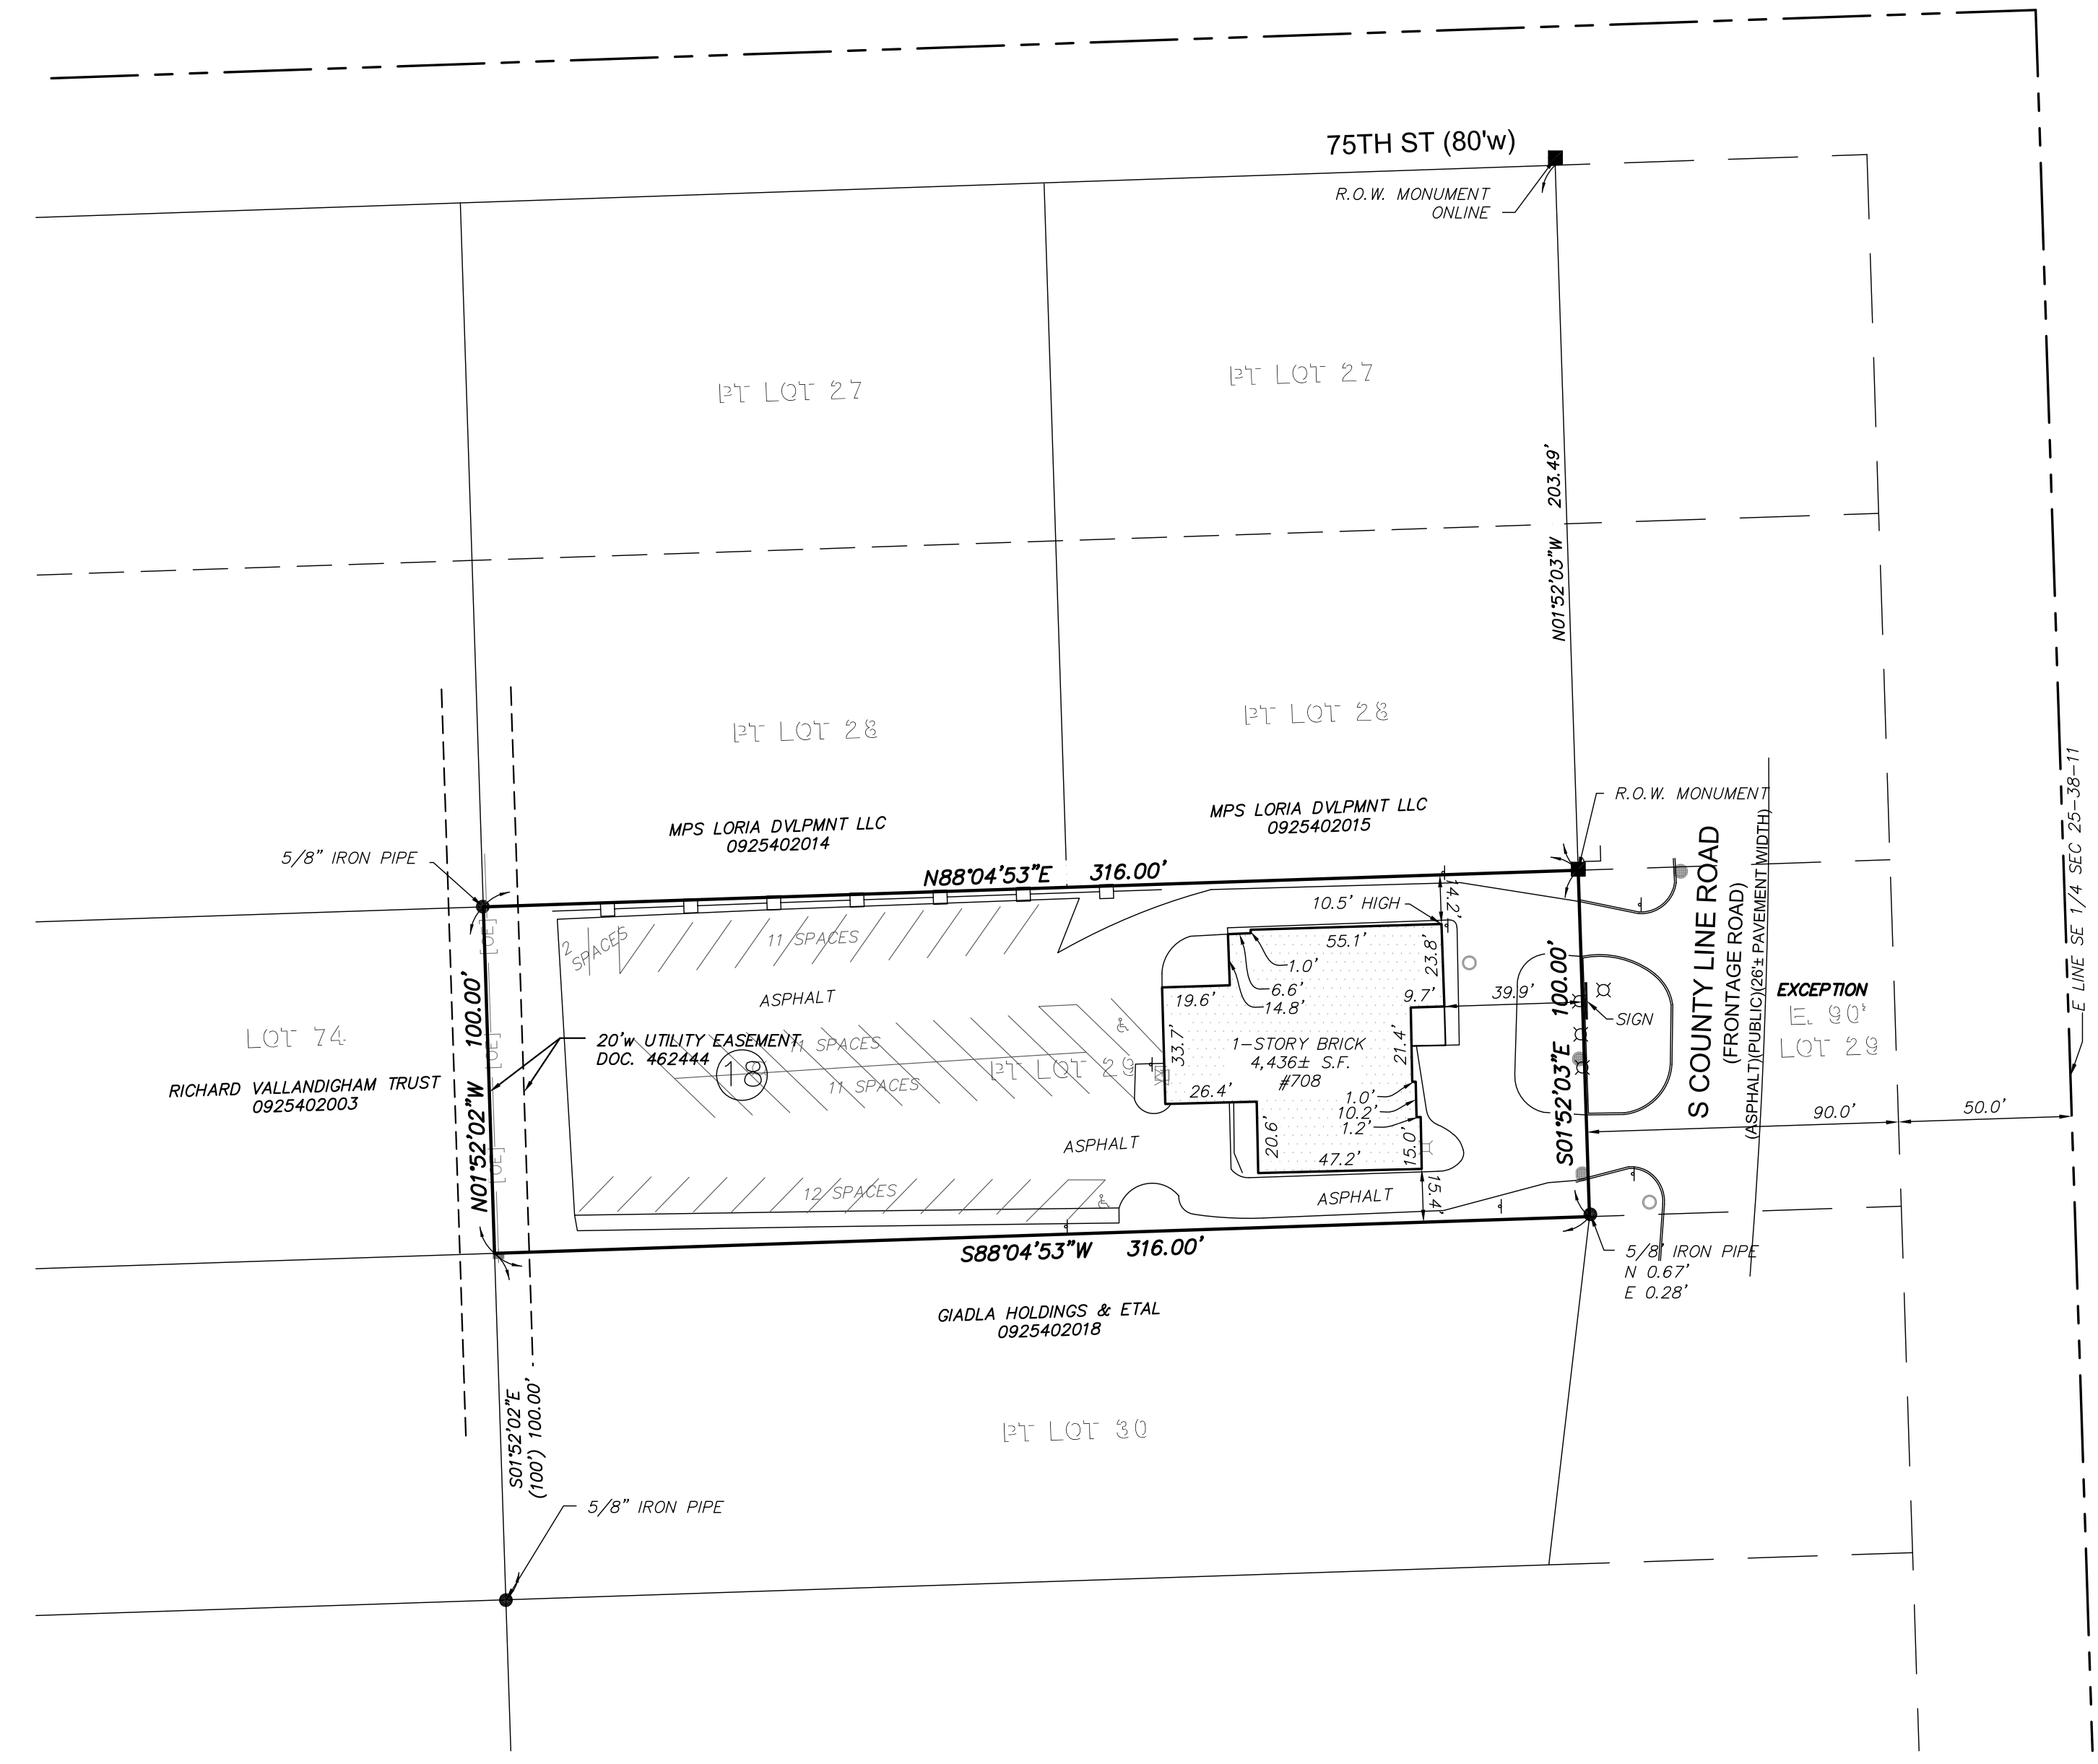 75TH ST (80'w)
R.O.W. MONUMENT
ONLINE
PT LOT 27
PT LOT 27
N01°52'03"W 203.49'
PT LOT 28
PT LOT 28
E LINE SE 1/4 SEC 25-38-11
R.O.W. MONUMENT
MPS LORIA DVLPMNT LLC
0925402014
MPS LORIA DVLPMNT LLC
0925402015
5/8" IRON PIPE
N88°04'53"E 316.00'
10.5' HIGH
14.2'
2
SPACES
11 SPACES
55.1'
23.8'
1.0'
6.6'
14.8'
ASPHALT
19.6'
9.7'
39.9'
SIGN
N01°52'02"W 100.00'
[OE]
[OE]
[OE]
LOT 74
RICHARD VALLANDIGHAM TRUST
0925402003
20'w UTILITY EASEMENT
DOC. 462444
18
11 SPACES
11 SPACES
PT LOT 29
33.7'
1-STORY BRICK
4,436± S.F.
#708
21.4'
26.4'
1.0'
10.2'
1.2'
20.6'
47.2'
15.0'
15.4'
ASPHALT
12 SPACES
ASPHALT
S01°52'03"E 100.00'
S COUNTY LINE ROAD
(FRONTAGE ROAD)
(ASPHALT)(PUBLIC)(26'± PAVEMENT WIDTH)
EXCEPTION
E. 90'
LOT 29
90.0'
50.0'
S88°04'53"W 316.00'
5/8' IRON PIPE
N 0.67'
E 0.28'
GIADLA HOLDINGS & ETAL
0925402018
S01°52'02"E
(100') 100.00'
PT LOT 30
5/8" IRON PIPE